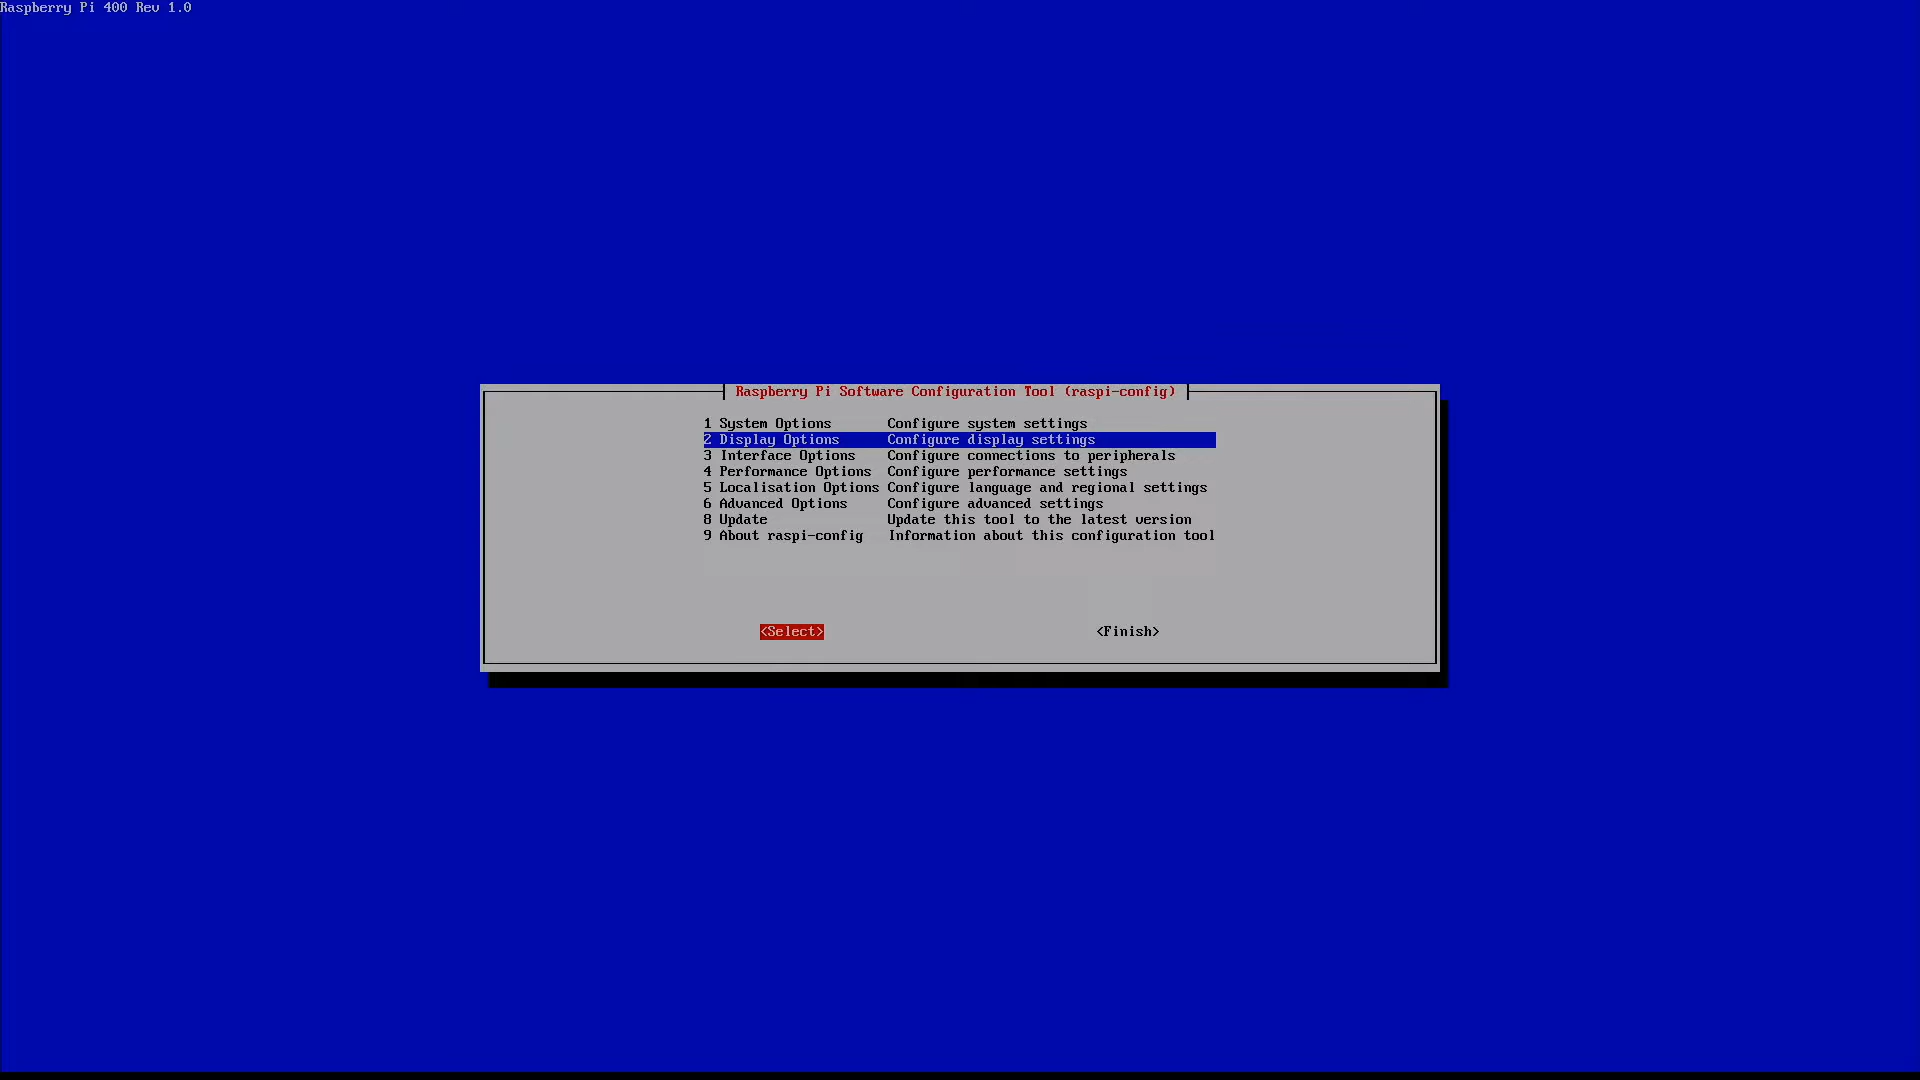 Raspberry Pi 400 Rev 1.0
Raspberry Pi Software Configuration Tool (raspi-config)
1 System Options Configure system settings
2 Display Options Configure display settings
3 Interface Options Configure connections to peripherals
4 Performance Options Configure performance settings
5 Localisation Options Configure language and regional settings
6 Advanced Options Configure advanced settings
8 Update Update this tool to the latest version
9 About raspi-config Information about this configuration tool
<Select> <Finish>